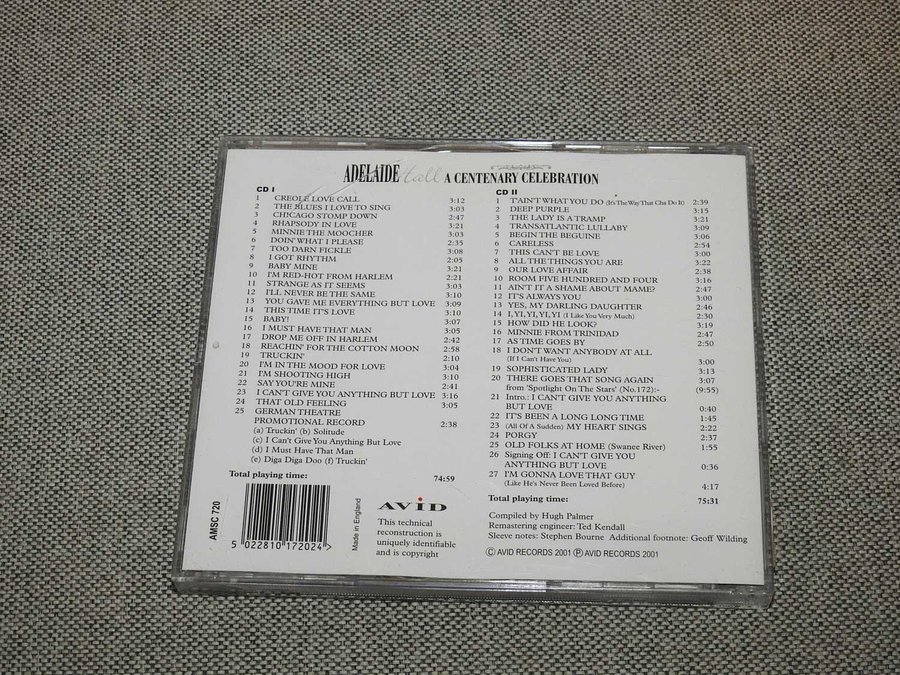 ADELAIDE Hall A CENTENARY CELEBRATION
CD I
1 CREOLE LOVE CALL 3:12
2 THE BLUES I LOVE TO SING 3:03
3 CHICAGO STOMP DOWN 2:47
4 RHAPSODY IN LOVE 3:21
5 MINNIE THE MOOCHER 3:03
6 DOIN' WHAT I PLEASE 2:35
7 TOO DARN FICKLE 3:08
8 I GOT RHYTHM 2:05
9 BABY MINE 3:21
10 I'M RED-HOT FROM HARLEM 2:21
11 STRANGE AS IT SEEMS 3:03
12 I'LL NEVER BE THE SAME 3:10
13 YOU GAVE ME EVERYTHING BUT LOVE 3:09
14 THIS TIME IT'S LOVE 3:10
15 BABY! 3:07
16 I MUST HAVE THAT MAN 3:05
17 DROP ME OFF IN HARLEM 2:42
18 REACHIN' FOR THE COTTON MOON 2:58
19 TRUCKIN' 2:10
20 I'M IN THE MOOD FOR LOVE 3:04
21 I'M SHOOTING HIGH 3:10
22 SAY YOU'RE MINE 2:41
23 I CAN'T GIVE YOU ANYTHING BUT LOVE 3:16
24 THAT OLD FEELING 3:05
25 GERMAN THEATRE
PROMOTIONAL RECORD 2:38
(a) Truckin' (b) Solitude
(c) I Can't Give You Anything But Love
(d) I Must Have That Man
(e) Diga Diga Doo (f) Truckin'
Total playing time: 74:59
CD II
1 T'AIN'T WHAT YOU DO (It's The Way That Cha Do It) 2:39
2 DEEP PURPLE 3:15
3 THE LADY IS A TRAMP 3:21
4 TRANSATLANTIC LULLABY 3:09
5 BEGIN THE BEGUINE 3:06
6 CARELESS 2:54
7 THIS CAN'T BE LOVE 3:00
8 ALL THE THINGS YOU ARE 3:22
9 OUR LOVE AFFAIR 2:38
10 ROOM FIVE HUNDRED AND FOUR 3:16
11 AIN'T IT A SHAME ABOUT MAME? 2:47
12 IT'S ALWAYS YOU 3:00
13 YES, MY DARLING DAUGHTER 2:46
14 I,YI,YI,YI,YI (I Like You Very Much) 2:30
15 HOW DID HE LOOK? 3:19
16 MINNIE FROM TRINIDAD 2:47
17 AS TIME GOES BY 2:50
18 I DON'T WANT ANYBODY AT ALL
(If I Can't Have You) 3:00
19 SOPHISTICATED LADY 3:13
20 THERE GOES THAT SONG AGAIN 3:07
from 'Spotlight On The Stars' (No.172):- (9:55)
21 Intro.: I CAN'T GIVE YOU ANYTHING
BUT LOVE 0:40
22 IT'S BEEN A LONG LONG TIME 1:45
23 (All Of A Sudden) MY HEART SINGS 2:22
24 PORGY 2:37
25 OLD FOLKS AT HOME (Swanee River) 1:55
26 Signing Off: I CAN'T GIVE YOU
ANYTHING BUT LOVE 0:36
27 I'M GONNA LOVE THAT GUY
(Like He's Never Been Loved Before) 4:17
Total playing time: 75:31
AMSC 720
5 022810 172024
Made in England
AVID
This technical
reconstruction is
uniquely identifiable
and is copyright
Compiled by Hugh Palmer
Remastering engineer: Ted Kendall
Sleeve notes: Stephen Bourne Additional footnote: Geoff Wilding
Ⓒ AVID RECORDS 2001 Ⓟ AVID RECORDS 2001